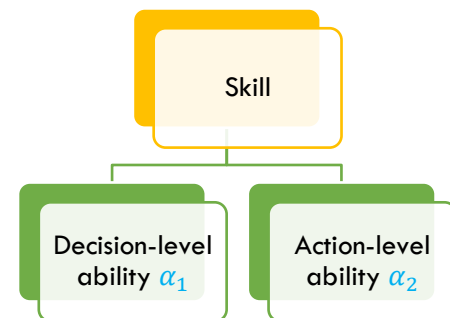 Skill
Decision-level
ability α₁
Action-level
ability α₂